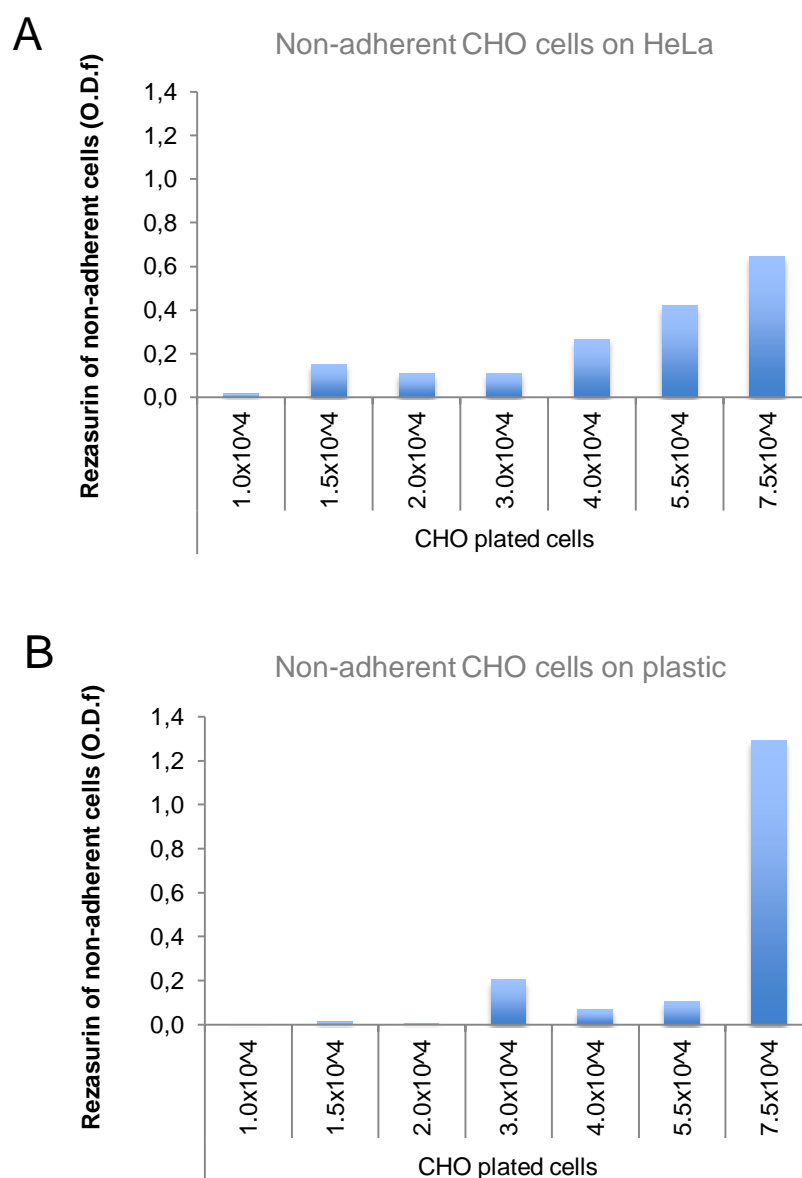 A
Non-adherent CHO cells on HeLa
Rezasurin of non-adherent cells (O.D.f)
1,4
1,2
1,0
0,8
0,6
0,4
0,2
0,0
1.0x10^4
1.5x10^4
2.0x10^4
3.0x10^4
4.0x10^4
5.5x10^4
7.5x10^4
CHO plated cells
B
Non-adherent CHO cells on plastic
Rezasurin of non-adherent cells (O.D.f)
1,4
1,2
1,0
0,8
0,6
0,4
0,2
0,0
1.0x10^4
1.5x10^4
2.0x10^4
3.0x10^4
4.0x10^4
5.5x10^4
7.5x10^4
CHO plated cells